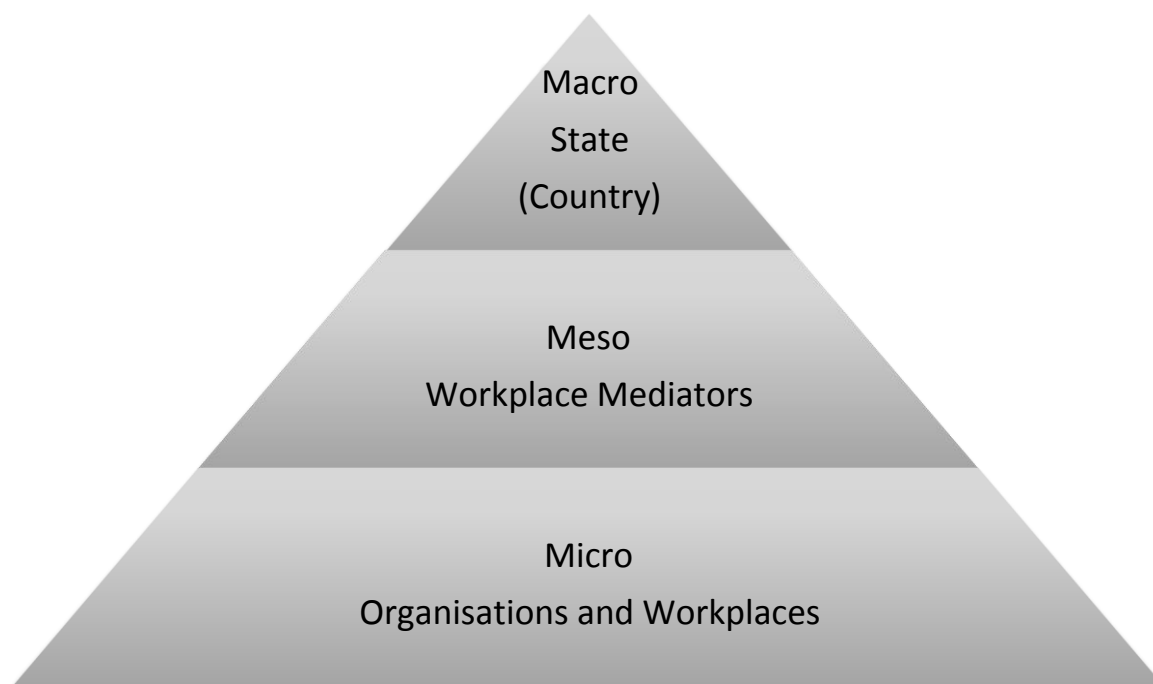 Macro
State
(Country)
Meso
Workplace Mediators
Micro
Organisations and Workplaces